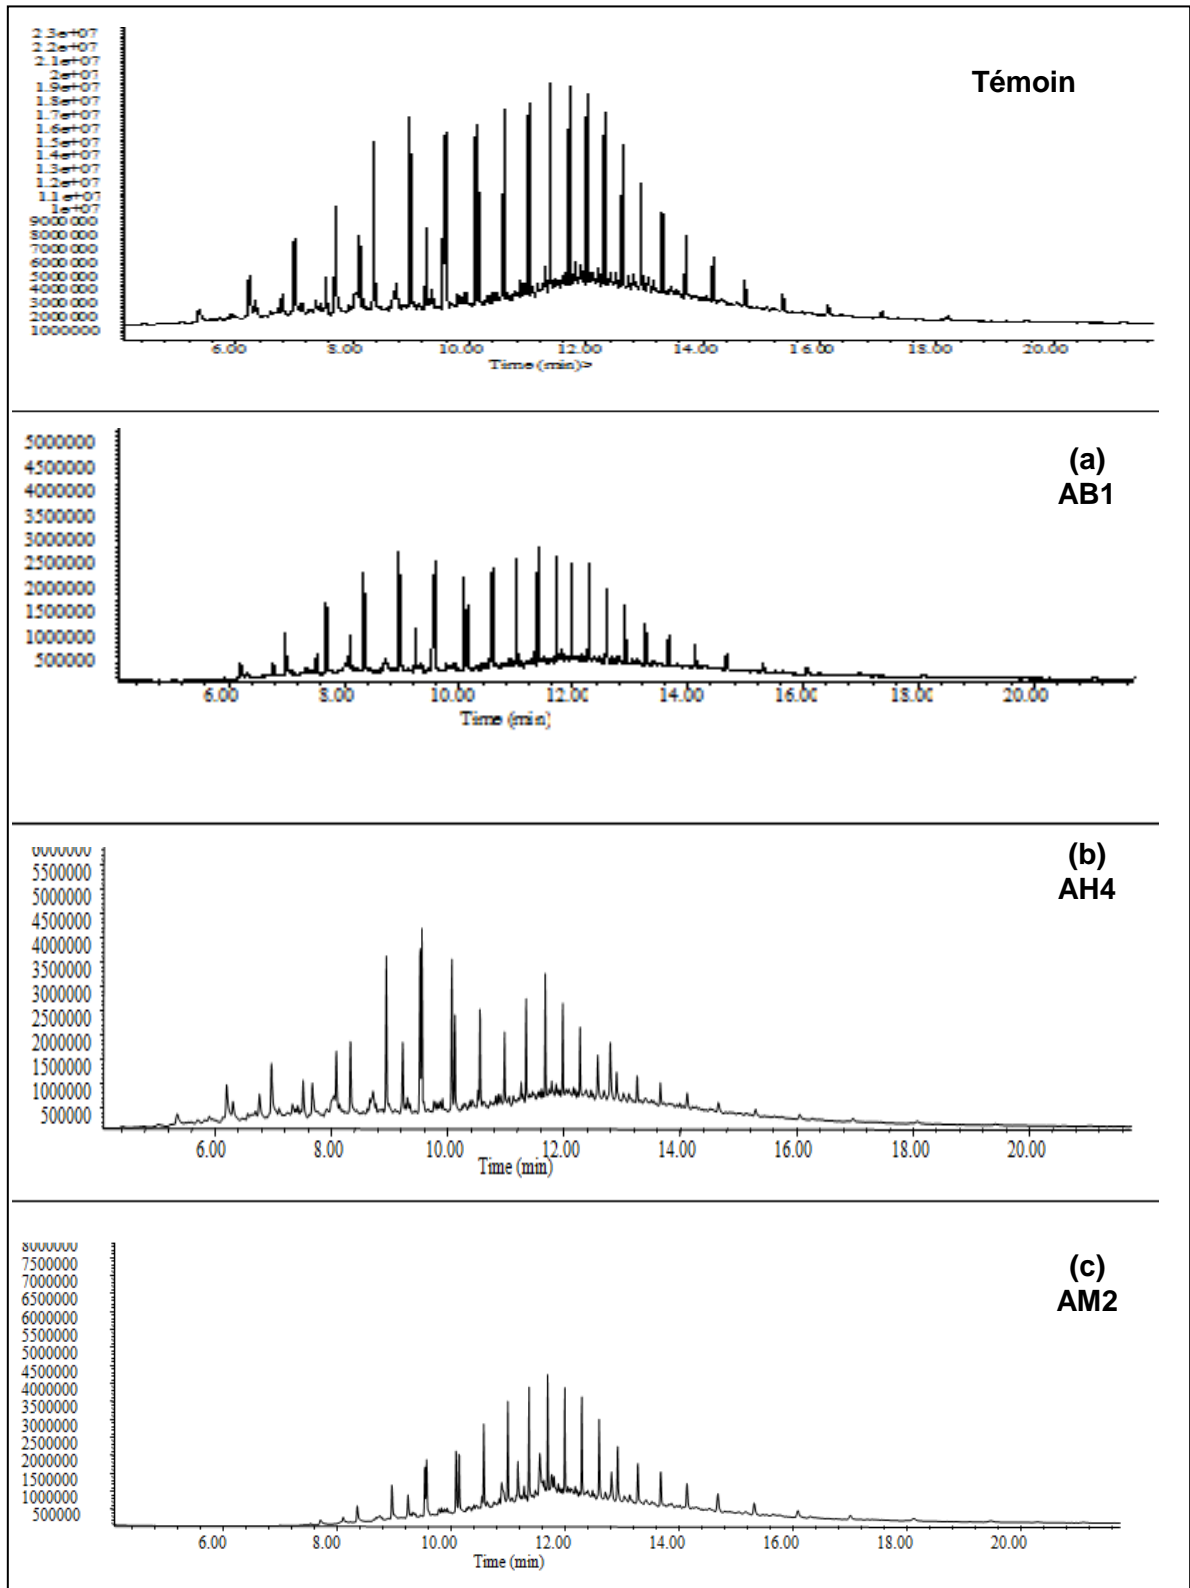 2.3e+07
2.2e+07
2.1e+07
2e+07
1.9e+07
1.8e+07
1.7e+07
1.6e+07
1.5e+07
1.4e+07
1.3e+07
1.2e+07
1.1e+07
1e+07
9000000
8000000
7000000
6000000
5000000
4000000
3000000
2000000
1000000
Témoin
6.00 8.00 10.00 12.00 14.00 16.00 18.00 20.00
Time (min)>
5000000
4500000
4000000
3500000
3000000
2500000
2000000
1500000
1000000
500000
(a)
AB1
6.00 8.00 10.00 12.00 14.00 16.00 18.00 20.00
Time (min)
6000000
5500000
5000000
4500000
4000000
3500000
3000000
2500000
2000000
1500000
1000000
500000
(b)
AH4
6.00 8.00 10.00 12.00 14.00 16.00 18.00 20.00
Time (min)
8000000
7500000
7000000
6500000
6000000
5500000
5000000
4500000
4000000
3500000
3000000
2500000
2000000
1500000
1000000
500000
(c)
AM2
6.00 8.00 10.00 12.00 14.00 16.00 18.00 20.00
Time (min)